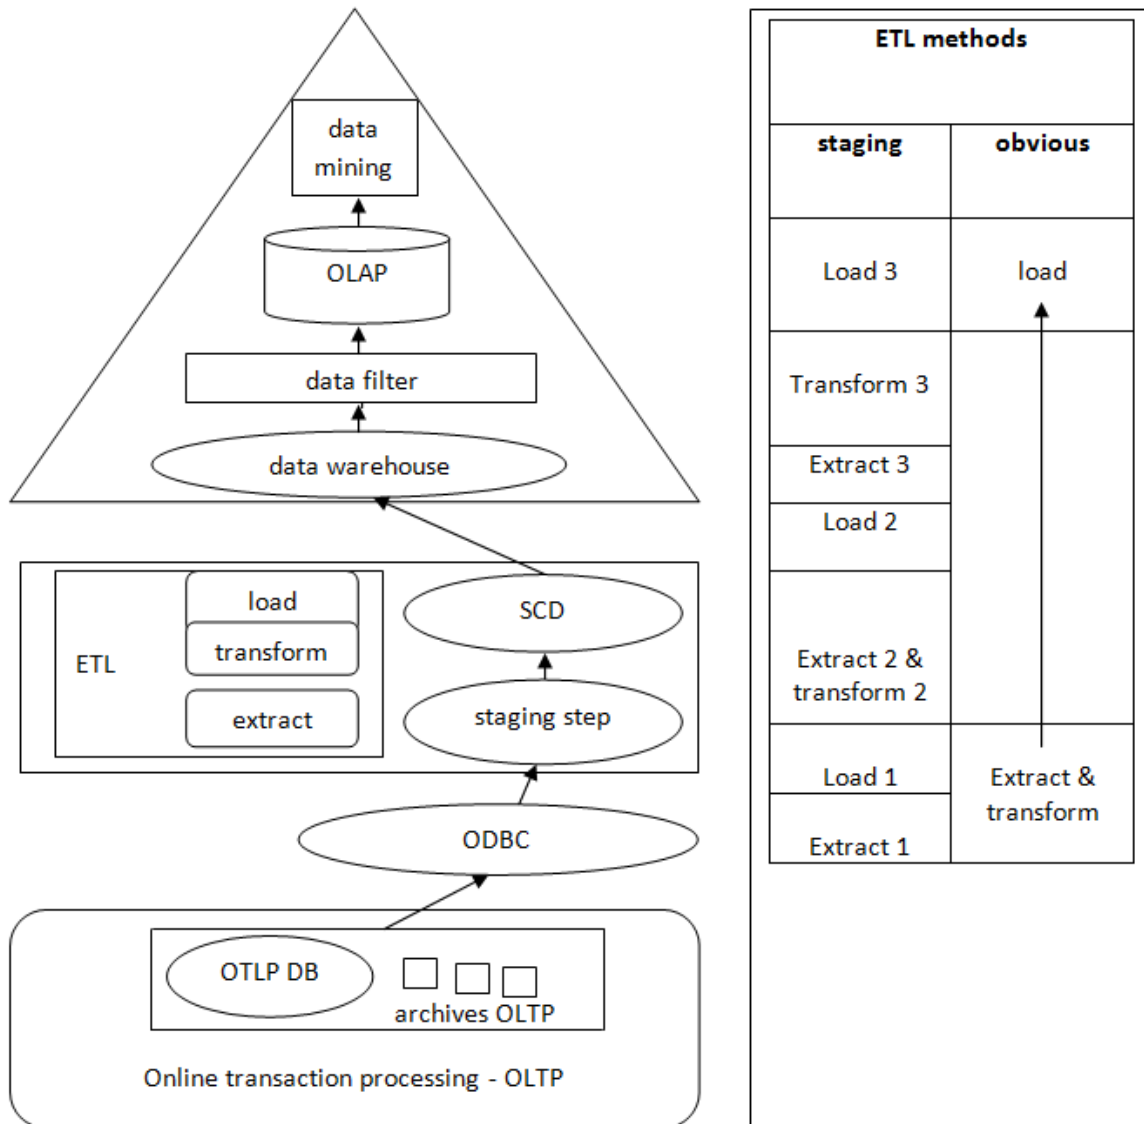 data
mining
OLAP
data filter
data warehouse
load
transform
ETL
extract
SCD
staging step
ODBC
OTLP DB
archives OLTP
Online transaction processing - OLTP
ETL methods
staging
obvious
Load 3
load
Transform 3
Extract 3
Load 2
Extract 2 &
transform 2
Load 1
Extract &
transform
Extract 1